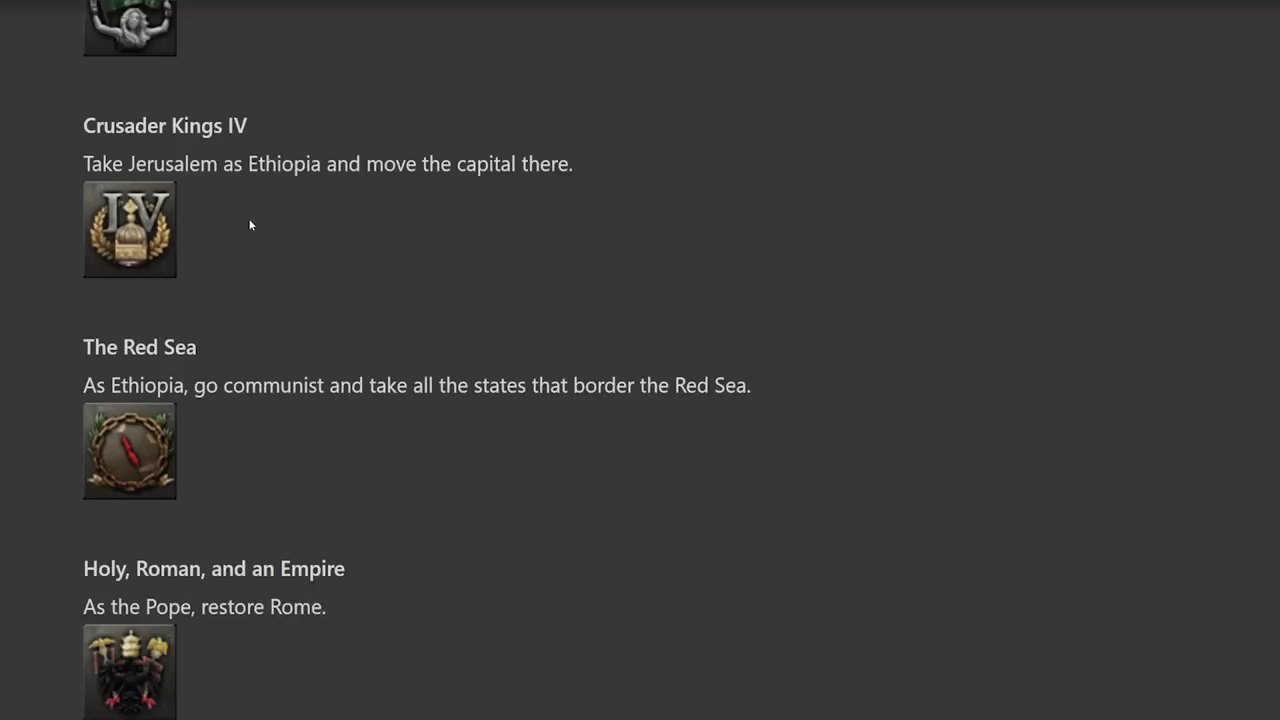 Crusader Kings IV
Take Jerusalem as Ethiopia and move the capital there.
IV
The Red Sea
As Ethiopia, go communist and take all the states that border the Red Sea.
Holy, Roman, and an Empire
As the Pope, restore Rome.